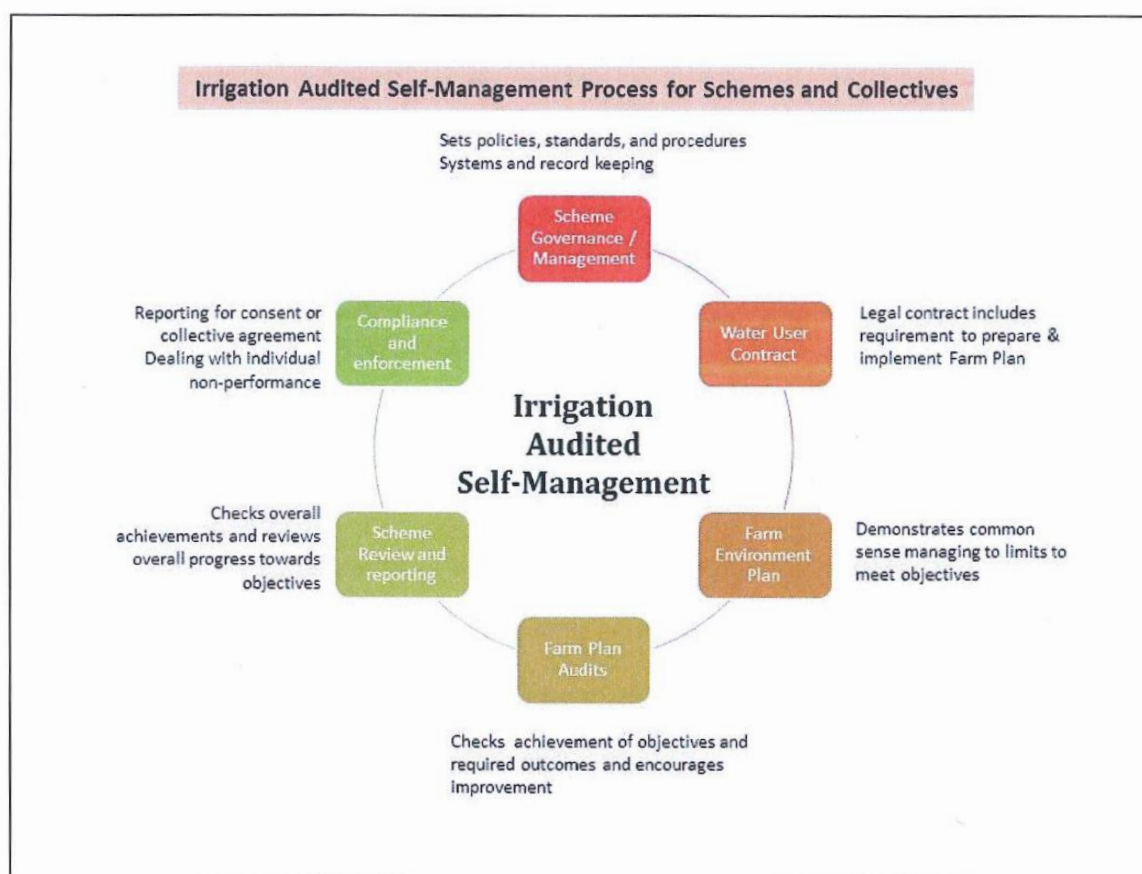 Irrigation Audited Self-Management Process for Schemes and Collectives
Sets policies, standards, and procedures
Systems and record keeping
Scheme
Governance /
Management
Water User
Contract
Legal contract includes
requirement to prepare &
implement Farm Plan
Farm
Environment
Plan
Demonstrates common
sense managing to limits to
meet objectives
Farm Plan
Audits
Checks achievement of objectives and
required outcomes and encourages
improvement
Scheme
Review and
reporting
Checks overall
achievements and reviews
overall progress towards
objectives
Compliance
and
enforcement
Reporting for consent or
collective agreement
Dealing with individual
non-performance
Irrigation
Audited
Self-Management